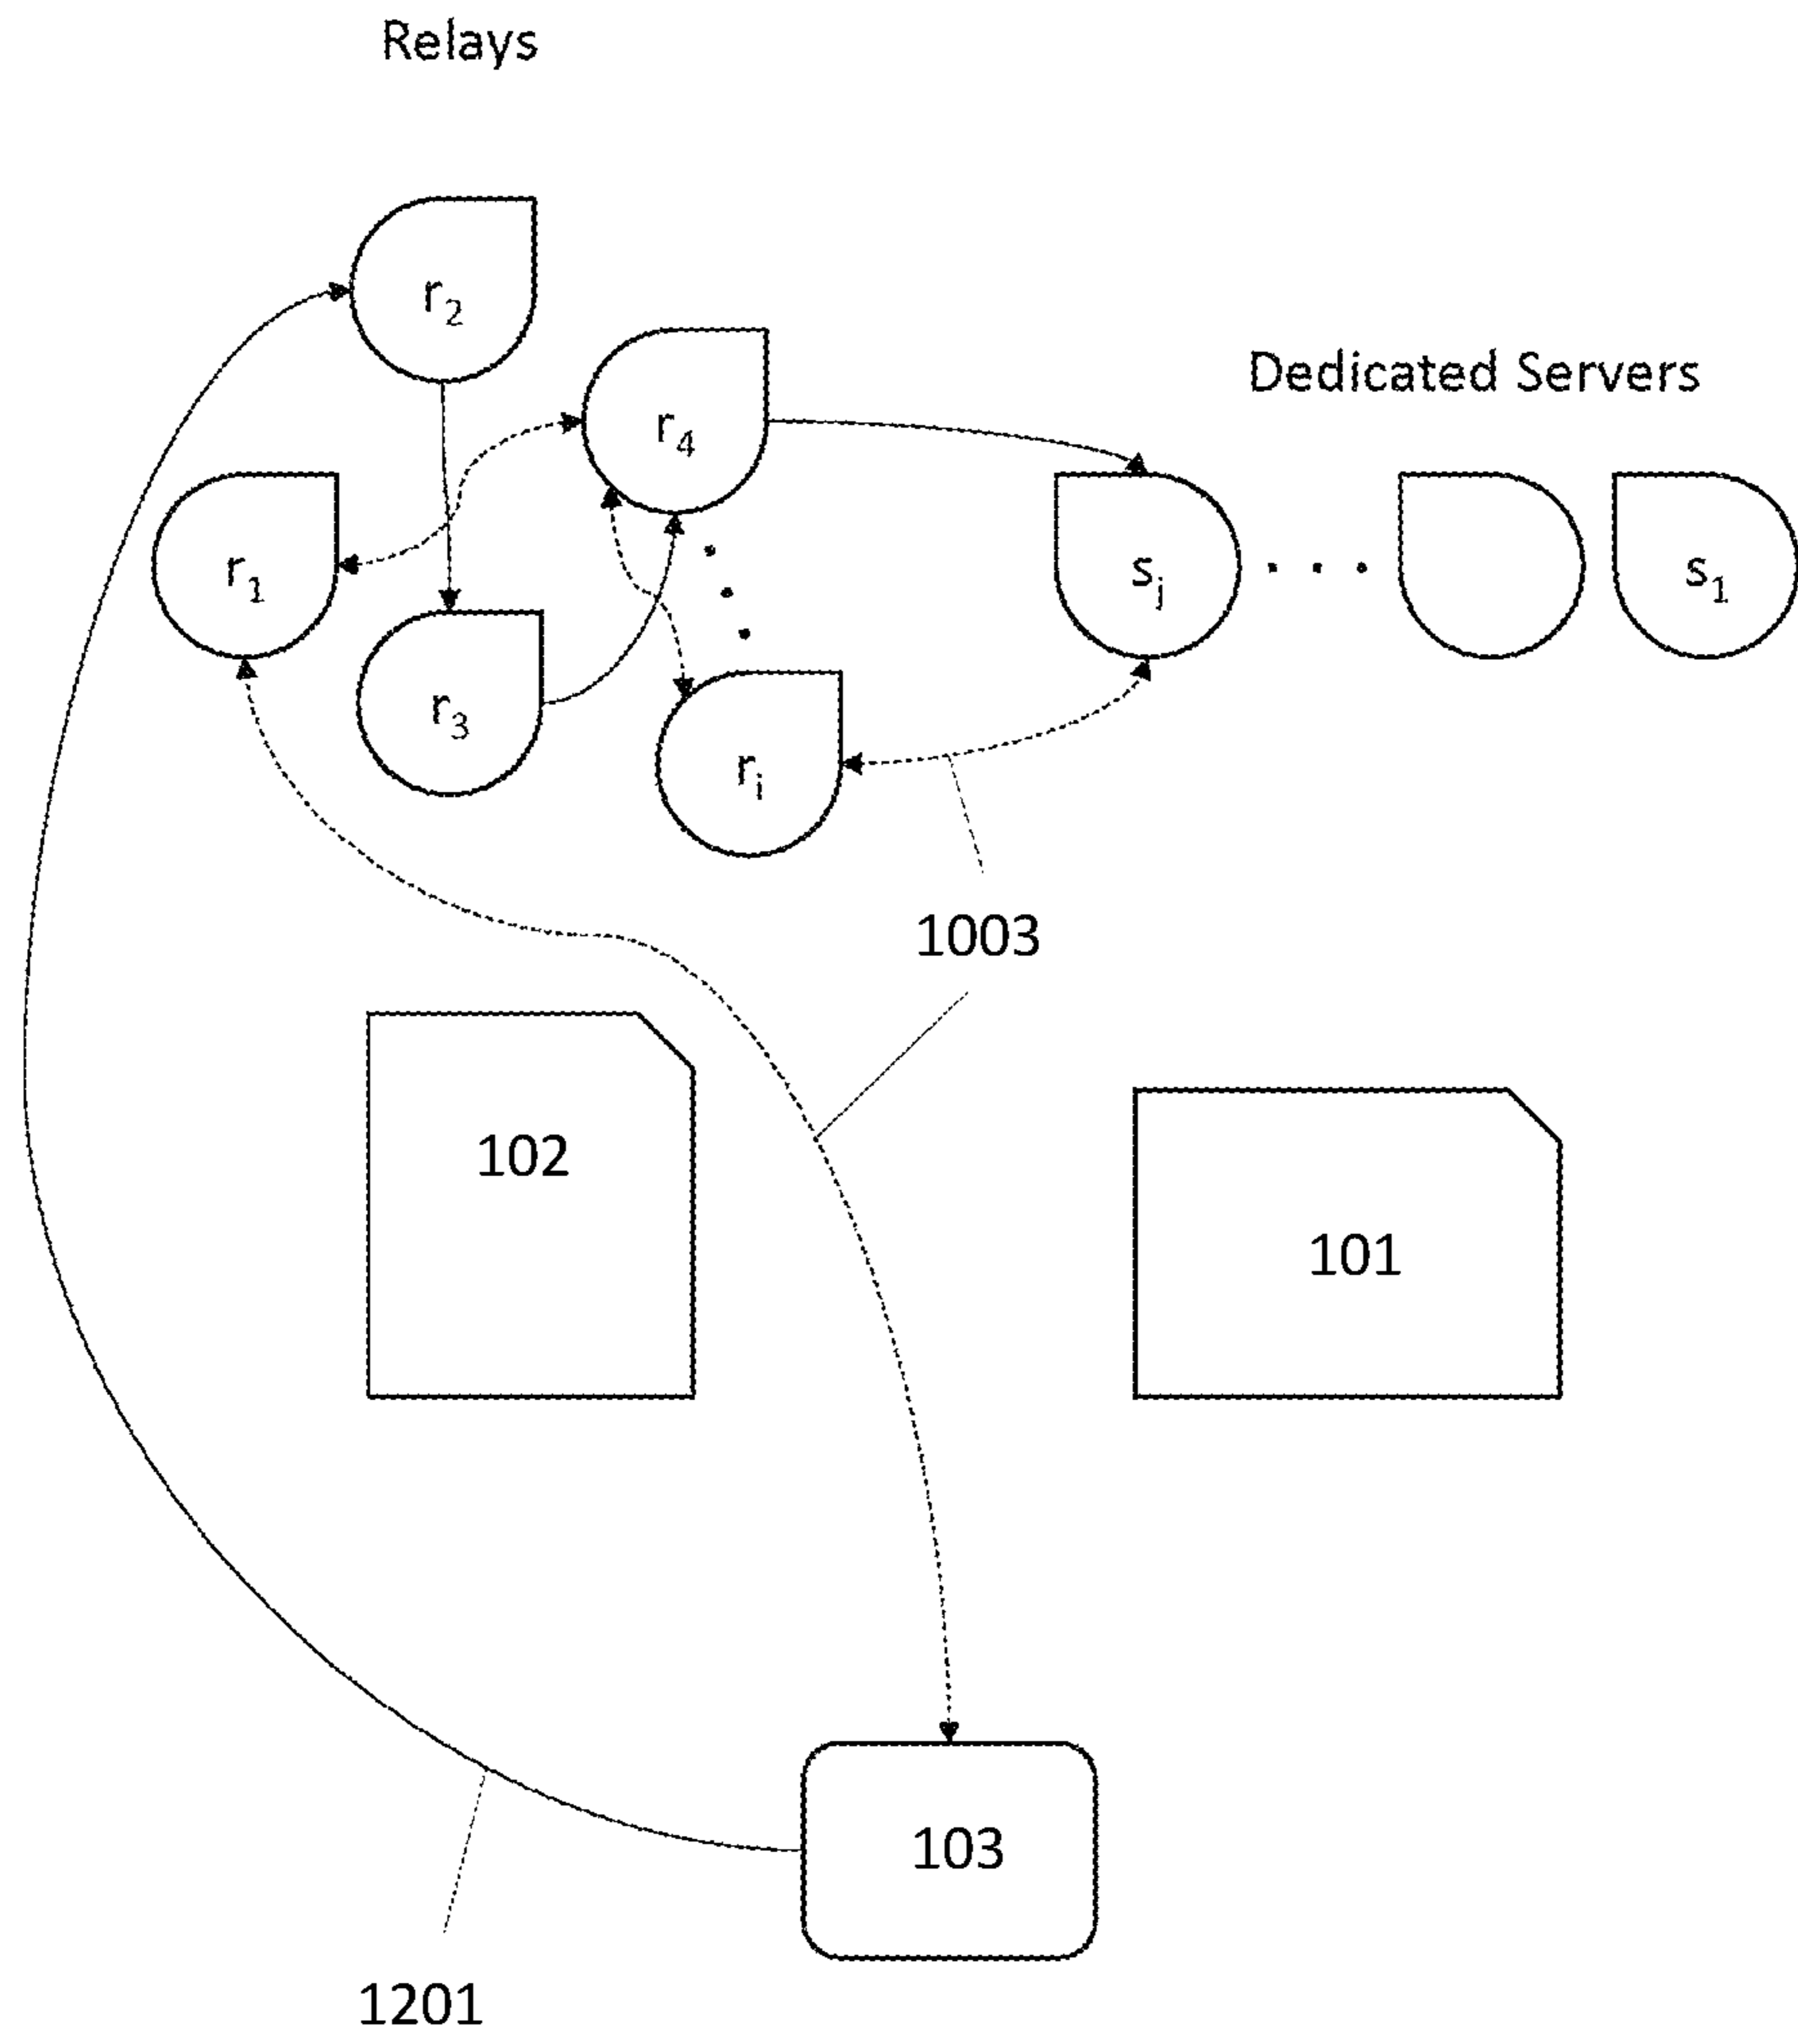 Relays
r2
r4
Dedicated Servers
r1
sj
s1
r3
ri
1003
102
101
103
1201